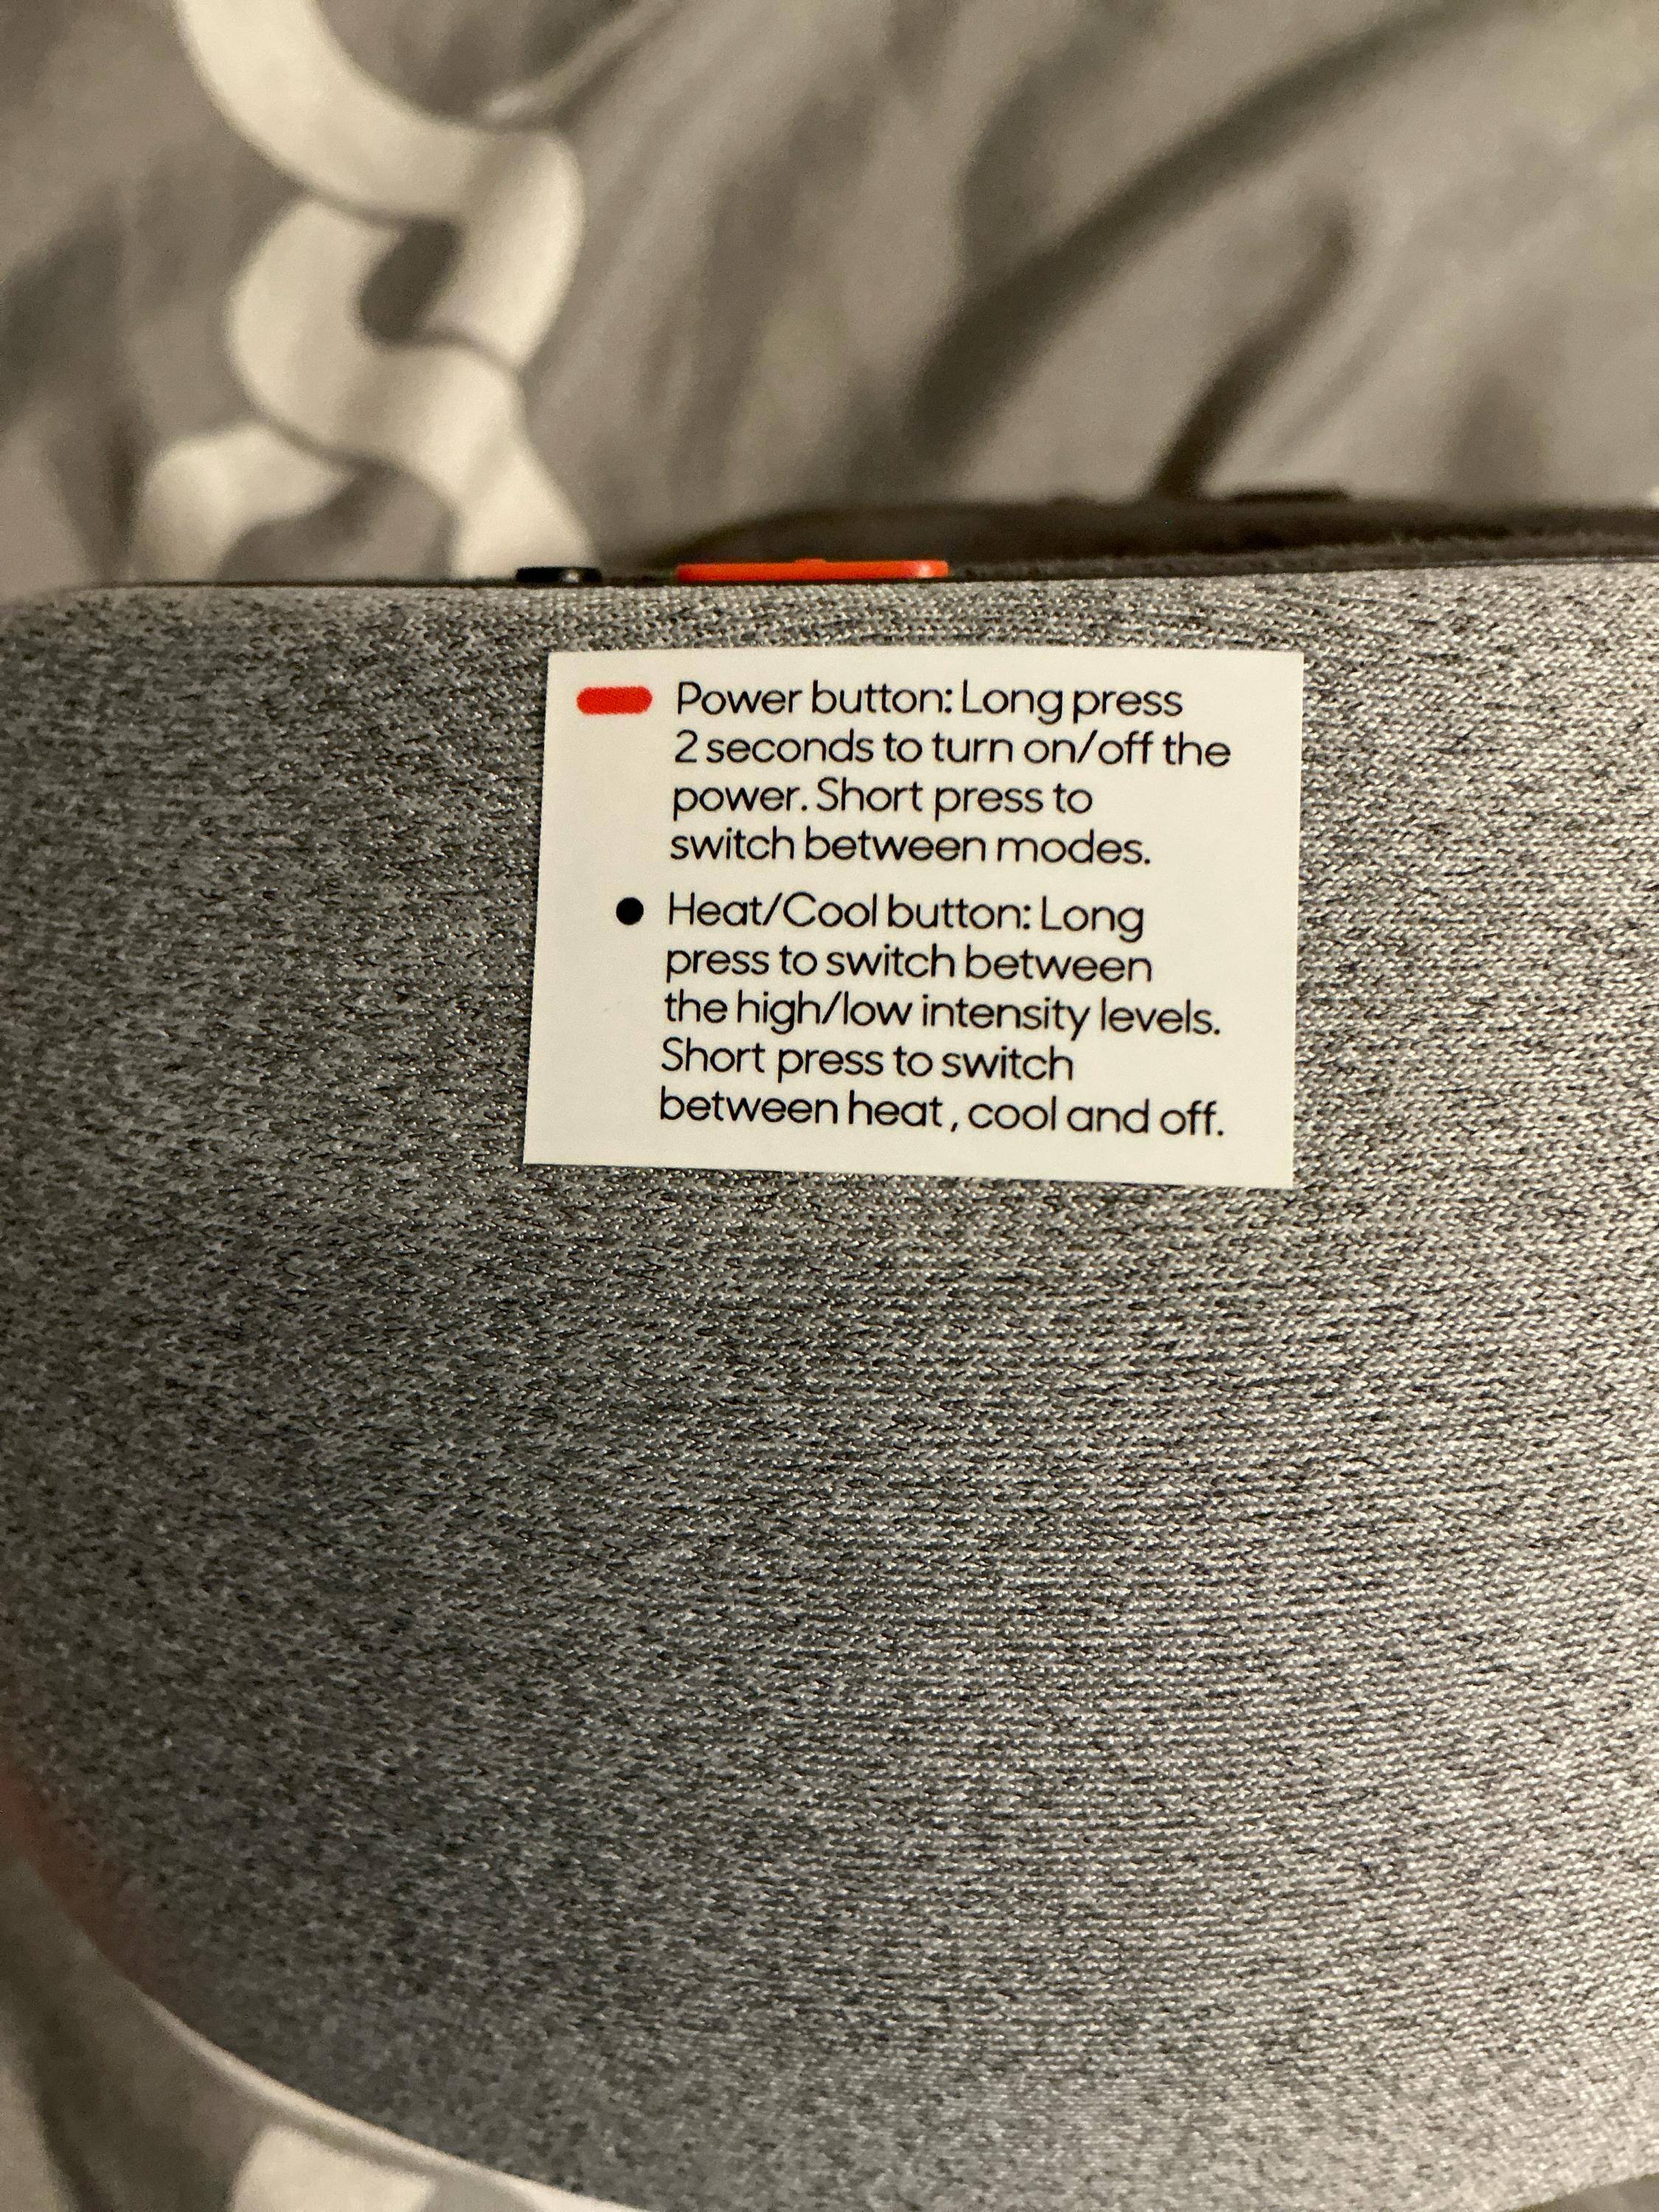 Power button: Long press
2 seconds to turn on/off the
power. Short press to
switch between modes.
Heat/Cool button: Long
press to switch between
the high/low intensity levels.
Short press to switch
between heat, cool and off.